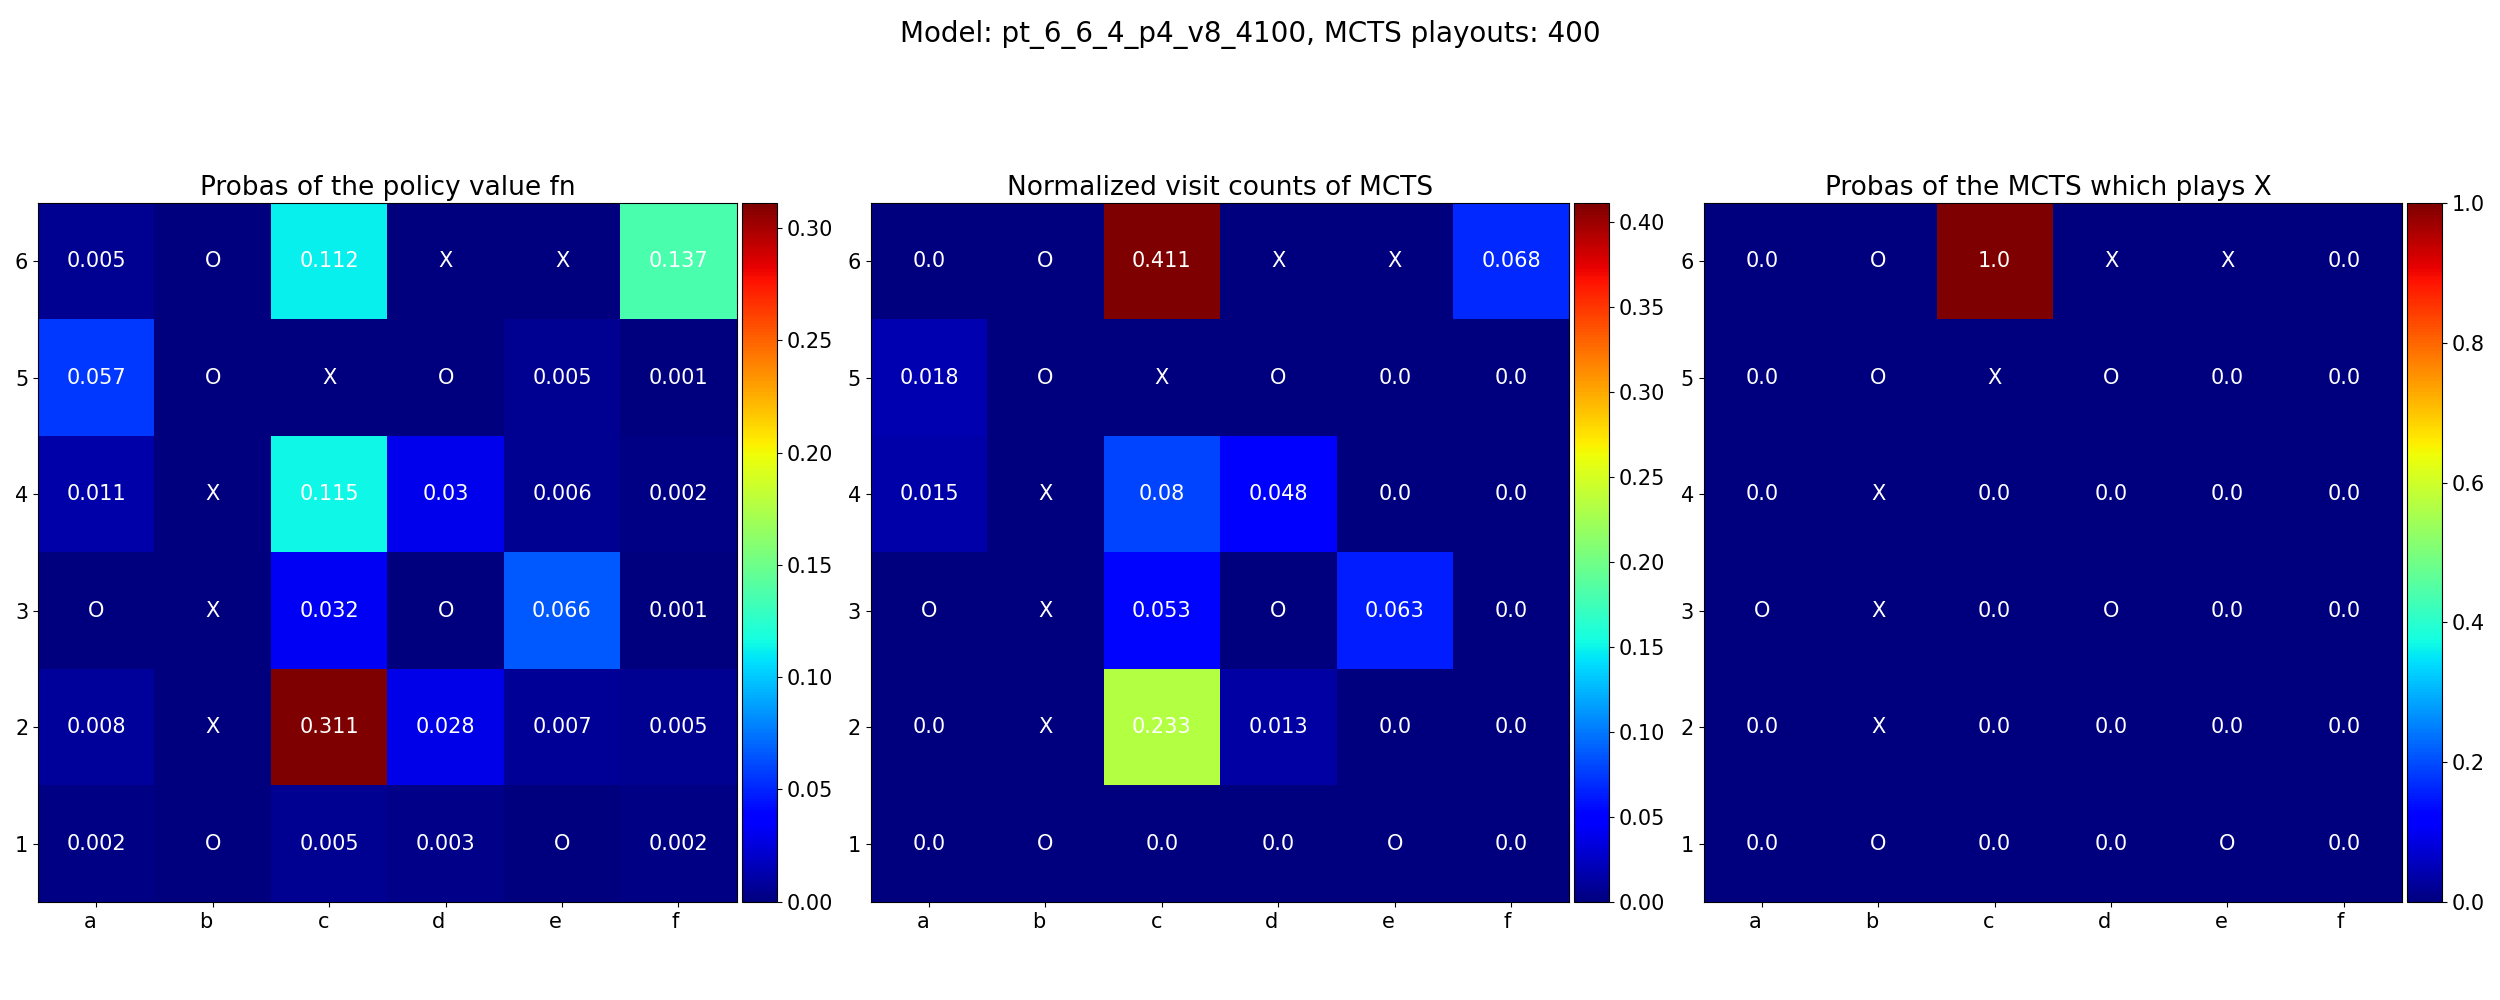 Model: pt_6_6_4_p4_v8_4100, MCTS playouts: 400
Probas of the policy value fn
6 0.005 O 0.112 X X 0.137
5 0.057 O X O 0.005 0.001
4 0.011 X 0.115 0.03 0.006 0.002
3 O X 0.032 O 0.066 0.001
2 0.008 X 0.311 0.028 0.007 0.005
1 0.002 O 0.005 0.003 O 0.002
a b c d e f
0.30
0.25
0.20
0.15
0.10
0.05
0.00
Normalized visit counts of MCTS
6 0.0 O 0.411 X X 0.068
5 0.018 O X O 0.0 0.0
4 0.015 X 0.08 0.048 0.0 0.0
3 O X 0.053 O 0.063 0.0
2 0.0 X 0.233 0.013 0.0 0.0
1 0.0 O 0.0 0.0 O 0.0
a b c d e f
0.40
0.35
0.30
0.25
0.20
0.15
0.10
0.05
0.00
Probas of the MCTS which plays X
6 0.0 O 1.0 X X 0.0
5 0.0 O X O 0.0 0.0
4 0.0 X 0.0 0.0 0.0 0.0
3 O X 0.0 O 0.0 0.0
2 0.0 X 0.0 0.0 0.0 0.0
1 0.0 O 0.0 0.0 O 0.0
a b c d e f
1.0
0.8
0.6
0.4
0.2
0.0